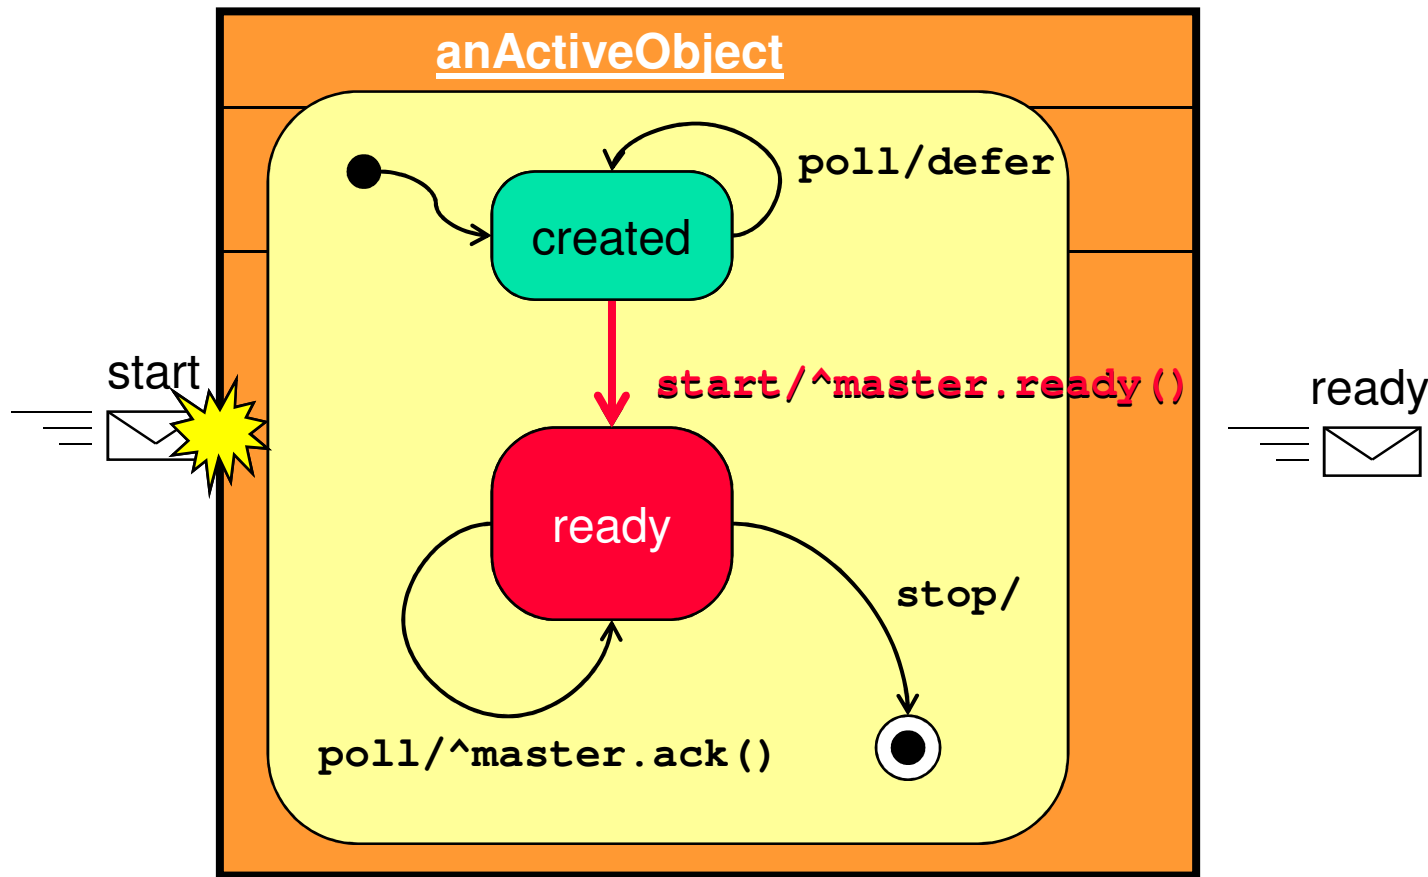 anActiveObject
poll/defer
created
start
start/^master.ready()
ready
ready
stop/
poll/^master.ack()